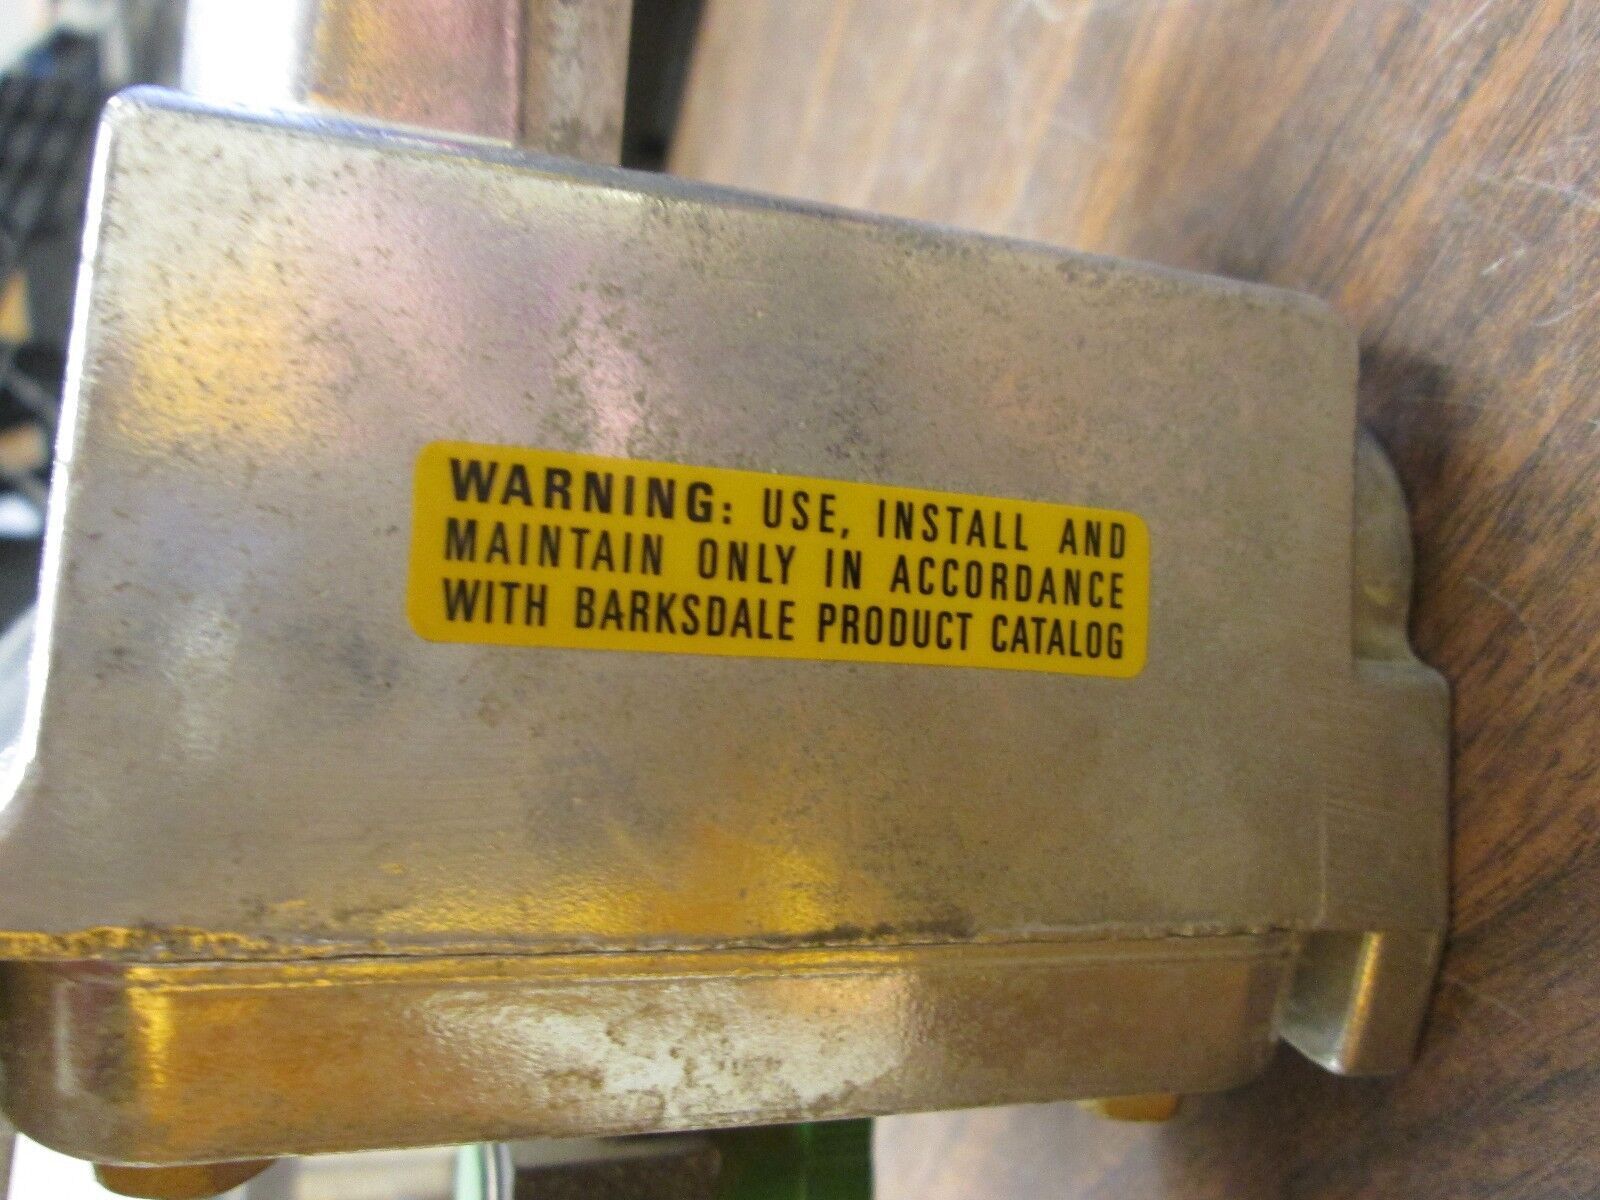 WARNING: USE, INSTALL AND
MAINTAIN ONLY IN ACCORDANCE
WITH BARKSDALE PRODUCT CATALOG